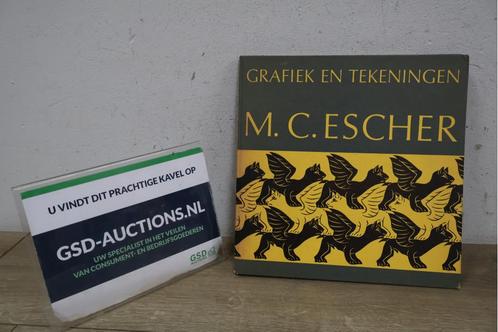 U VINDT DIT PRACHTIGE KAVEL OP
GSD-AUCTIONS.NL
UW SPECIALIST IN HET VEILEN
VAN CONSUMENT- EN BEDRIJFSGOEDEREN
GSD
GRAFIEK EN TEKENINGEN
M. C. ESCHER